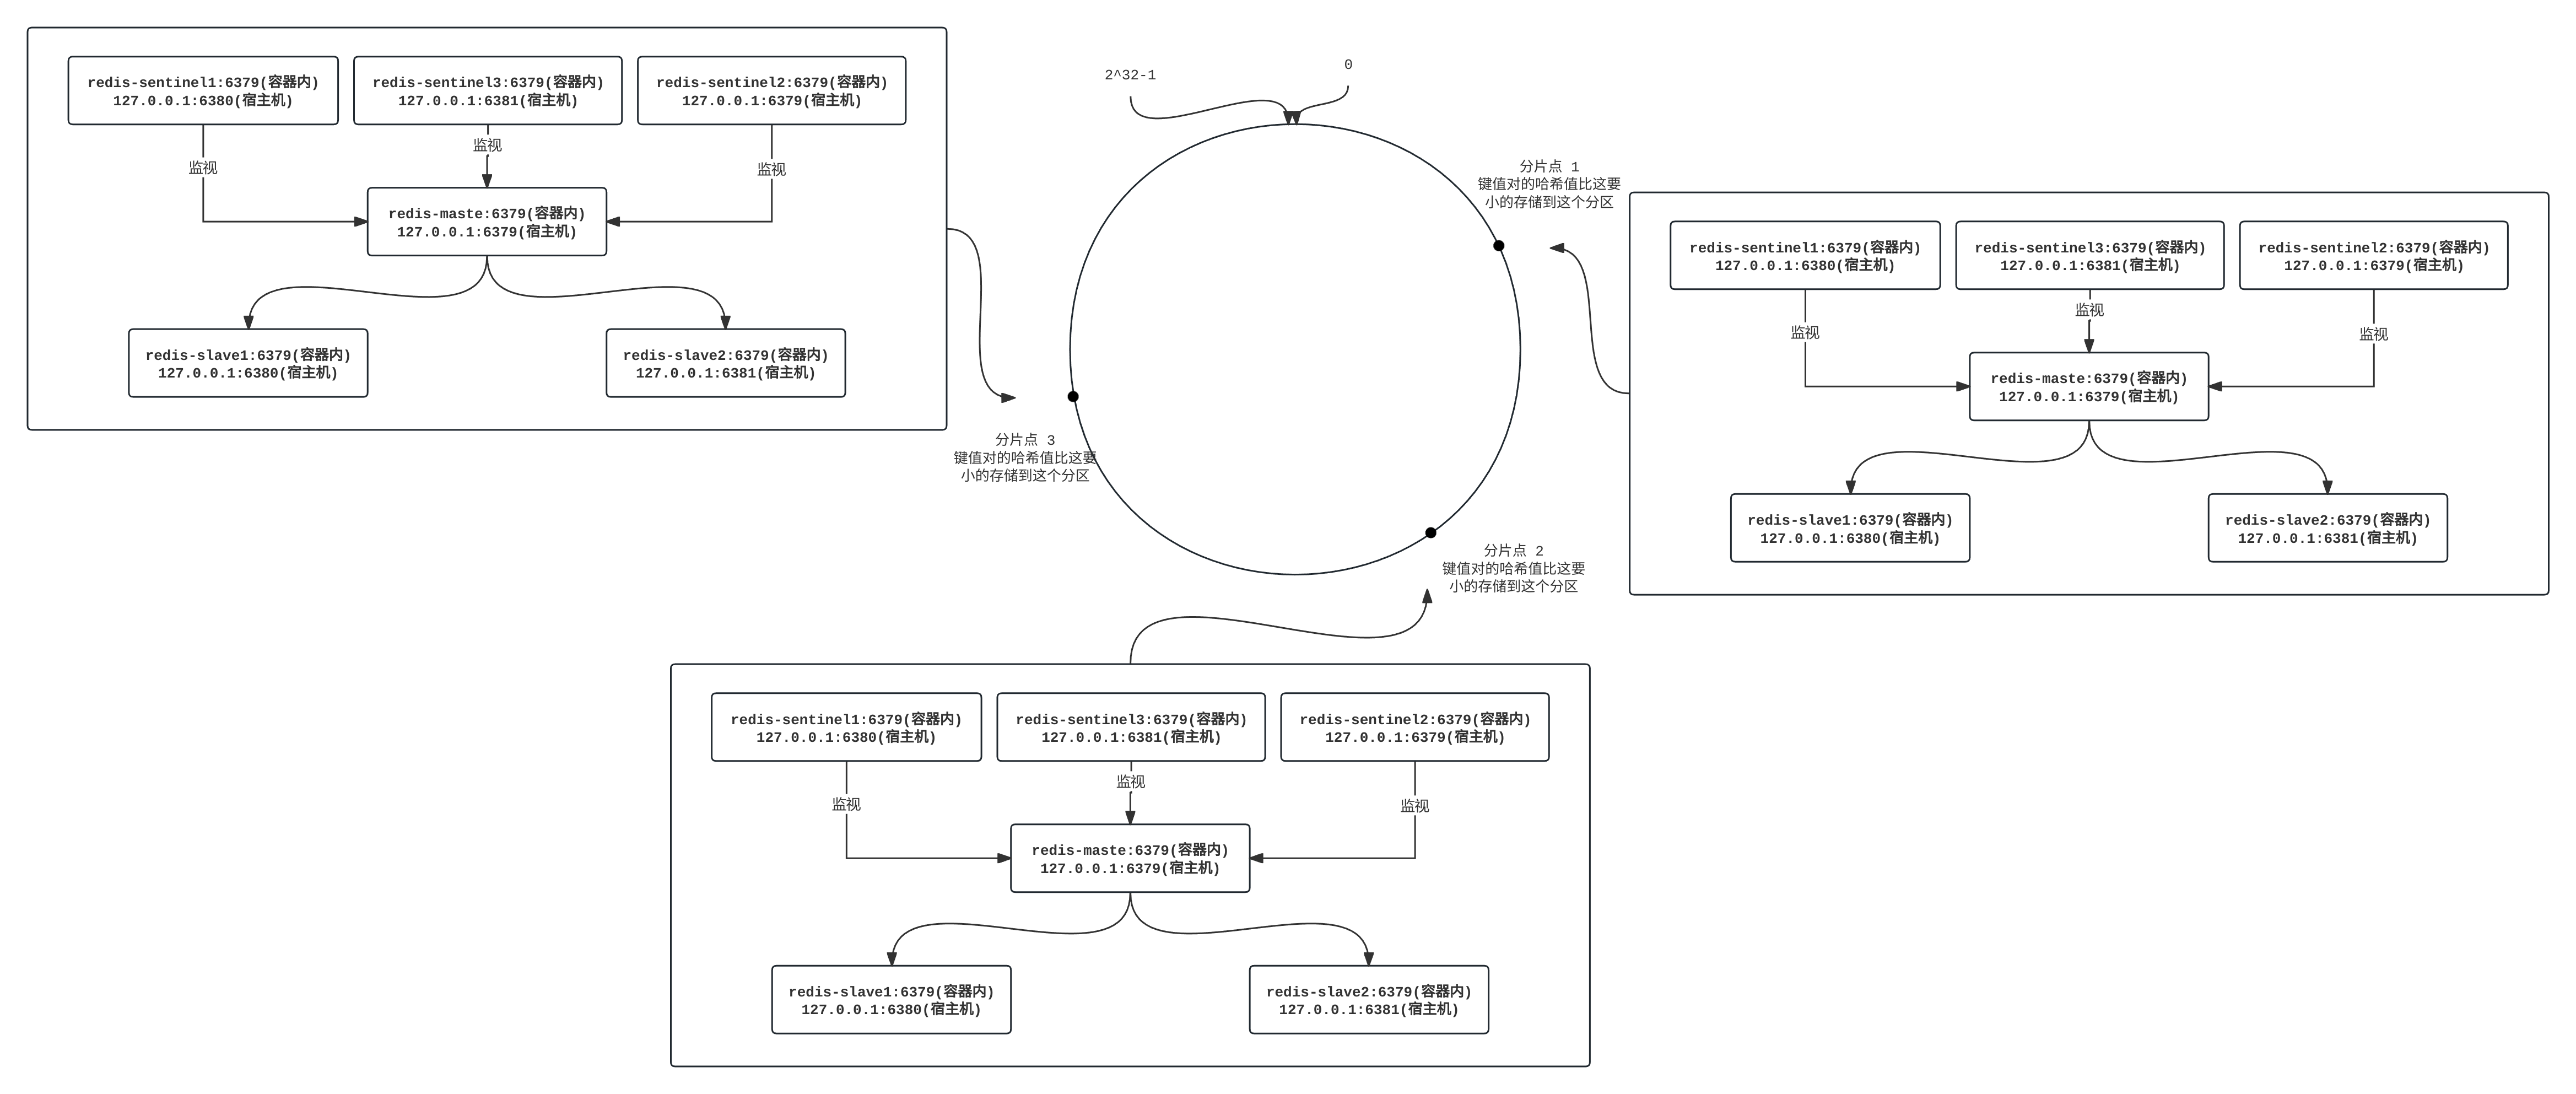 redis-sentinel1:6379(容器内)
127.0.0.1:6380(宿主机)
redis-sentinel3:6379(容器内)
127.0.0.1:6381(宿主机)
redis-sentinel2:6379(容器内)
127.0.0.1:6379(宿主机)
监视
监视
监视
redis-maste:6379(容器内)
127.0.0.1:6379(宿主机)
redis-slave1:6379(容器内)
127.0.0.1:6380(宿主机)
redis-slave2:6379(容器内)
127.0.0.1:6381(宿主机)
2^32-1
0
分片点 1
键值对的哈希值比这要
小的存储到这个分区
分片点 3
键值对的哈希值比这要
小的存储到这个分区
分片点 2
键值对的哈希值比这要
小的存储到这个分区
redis-sentinel1:6379(容器内)
127.0.0.1:6380(宿主机)
redis-sentinel3:6379(容器内)
127.0.0.1:6381(宿主机)
redis-sentinel2:6379(容器内)
127.0.0.1:6379(宿主机)
监视
监视
监视
redis-maste:6379(容器内)
127.0.0.1:6379(宿主机)
redis-slave1:6379(容器内)
127.0.0.1:6380(宿主机)
redis-slave2:6379(容器内)
127.0.0.1:6381(宿主机)
redis-sentinel1:6379(容器内)
127.0.0.1:6380(宿主机)
redis-sentinel3:6379(容器内)
127.0.0.1:6381(宿主机)
redis-sentinel2:6379(容器内)
127.0.0.1:6379(宿主机)
监视
监视
监视
redis-maste:6379(容器内)
127.0.0.1:6379(宿主机)
redis-slave1:6379(容器内)
127.0.0.1:6380(宿主机)
redis-slave2:6379(容器内)
127.0.0.1:6381(宿主机)